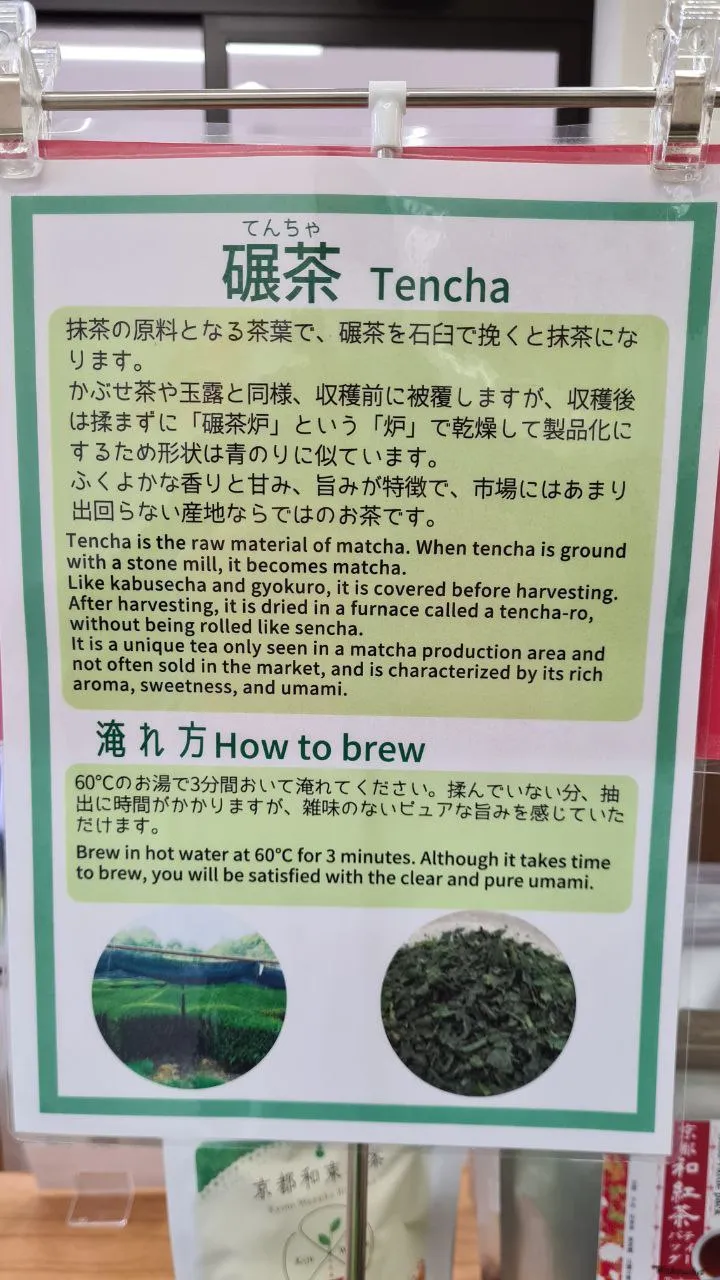 てんちゃ
碾茶 Tencha
抹茶の原料となる茶葉で、碾茶を石臼で挽くと抹茶にな
ります。
かぶせ茶や玉露と同様、収穫前に被覆しますが、収穫後
は揉まずに「碾茶炉」という「炉」で乾燥して製品化に
するため形状は青のりに似ています。
ふくよかな香りと甘み、旨みが特徴で、市場にはあまり
出回らない産地ならではのお茶です。
Tencha is the raw material of matcha. When tencha is ground
with a stone mill, it becomes matcha.
Like kabusecha and gyokuro, it is covered before harvesting.
After harvesting, it is dried in a furnace called a tencha-ro,
without being rolled like sencha.
It is a unique tea only seen in a matcha production area and
not often sold in the market, and is characterized by its rich
aroma, sweetness, and umami.
淹れ方 How to brew
60℃のお湯で3分間おいて淹れてください。揉んでいない分、抽
出に時間がかかりますが、雑味のないピュアな旨みを感じていた
だけます。
Brew in hot water at 60℃ for 3 minutes. Although it takes time
to brew, you will be satisfied with the clear and pure umami.
京都和束茶
京都
和紅茶
ティー
バッグ